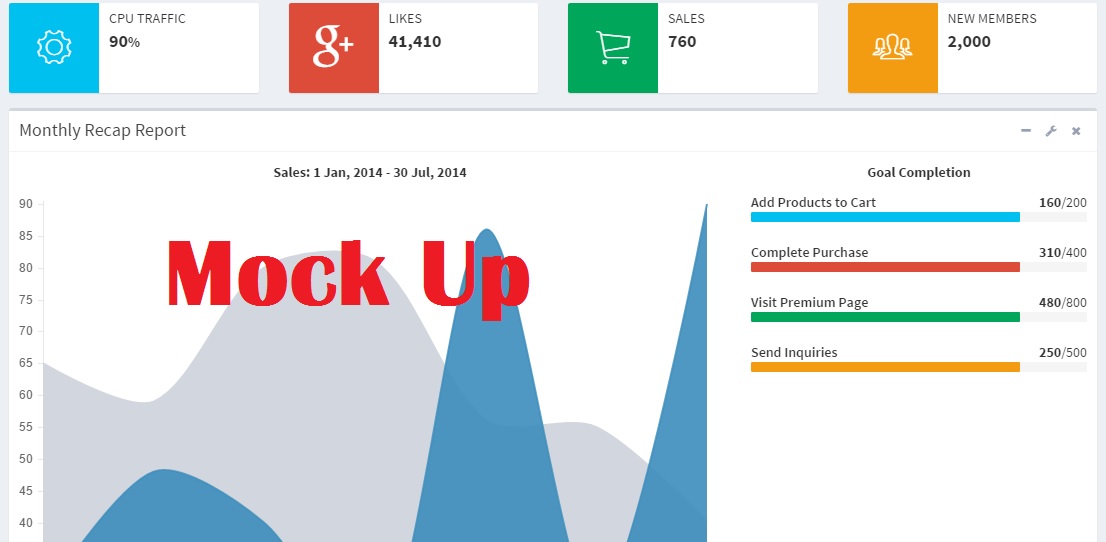 CPU TRAFFIC
90%
g+
LIKES
41,410
SALES
760
NEW MEMBERS
2,000
Monthly Recap Report
Sales: 1 Jan, 2014 - 30 Jul, 2014
90
85
80
75
70
65
60
55
50
45
40
Mock Up
Goal Completion
Add Products to Cart 160/200
Complete Purchase 310/400
Visit Premium Page 480/800
Send Inquiries 250/500